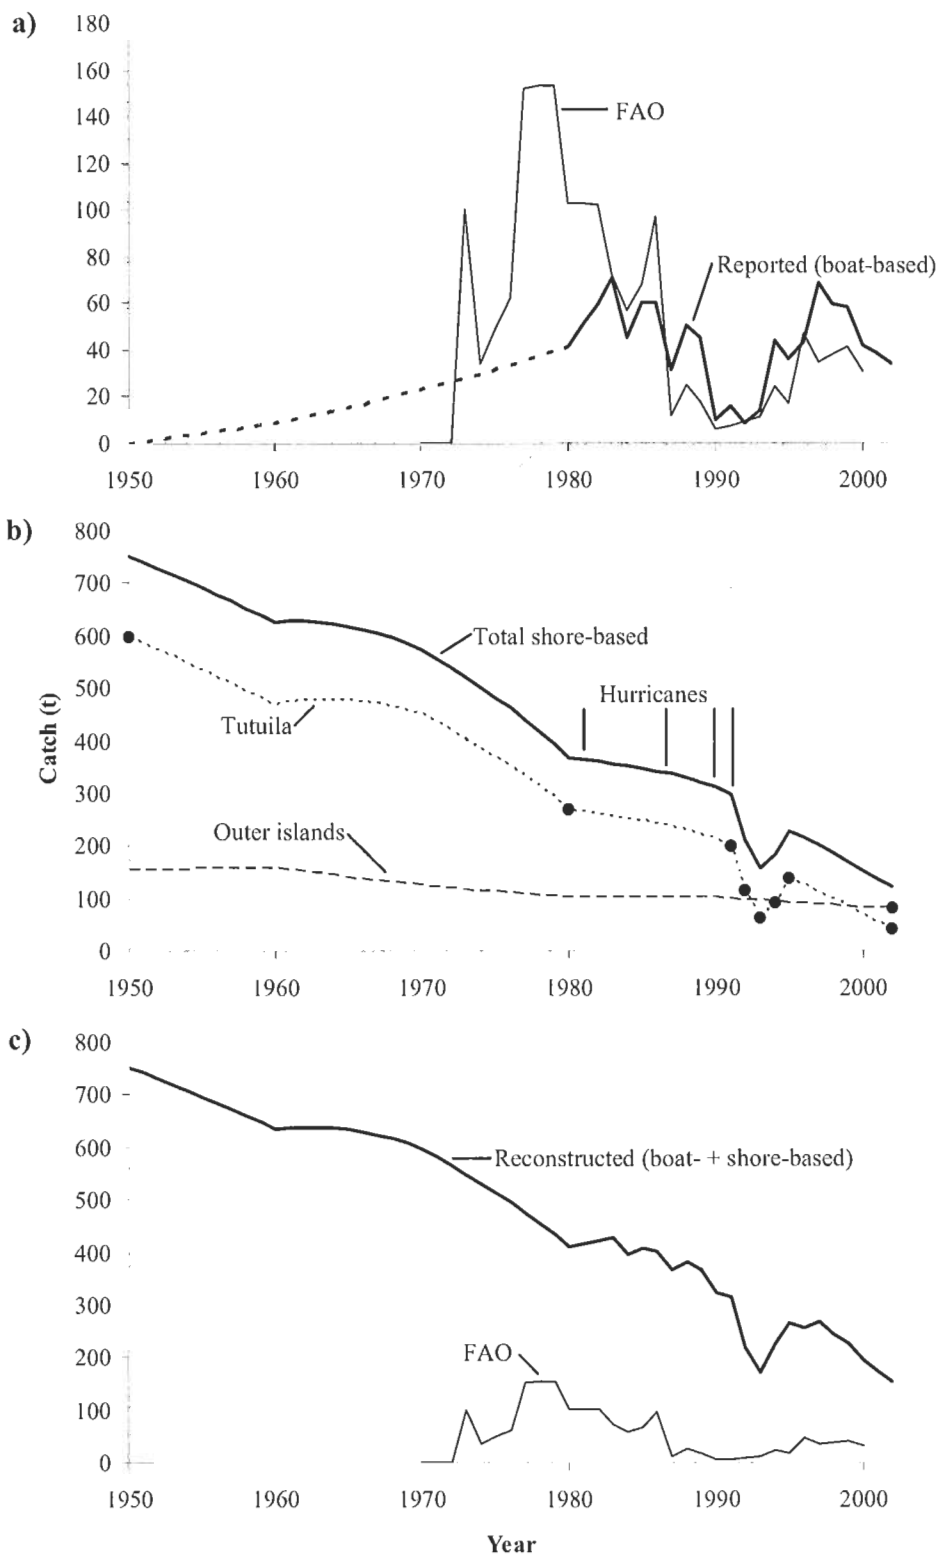 a)
180
160
140
120
100
80
60
40
20
0
FAO
Reported (boat-based)
1950 1960 1970 1980 1990 2000
b)
800
700
600
500
400
300
200
100
0
Total shore-based
Hurricanes
Tutuila
Outer islands
Catch (t)
1950 1960 1970 1980 1990 2000
c)
800
700
600
500
400
300
200
100
0
Reconstructed (boat- + shore-based)
FAO
1950 1960 1970 1980 1990 2000
Year